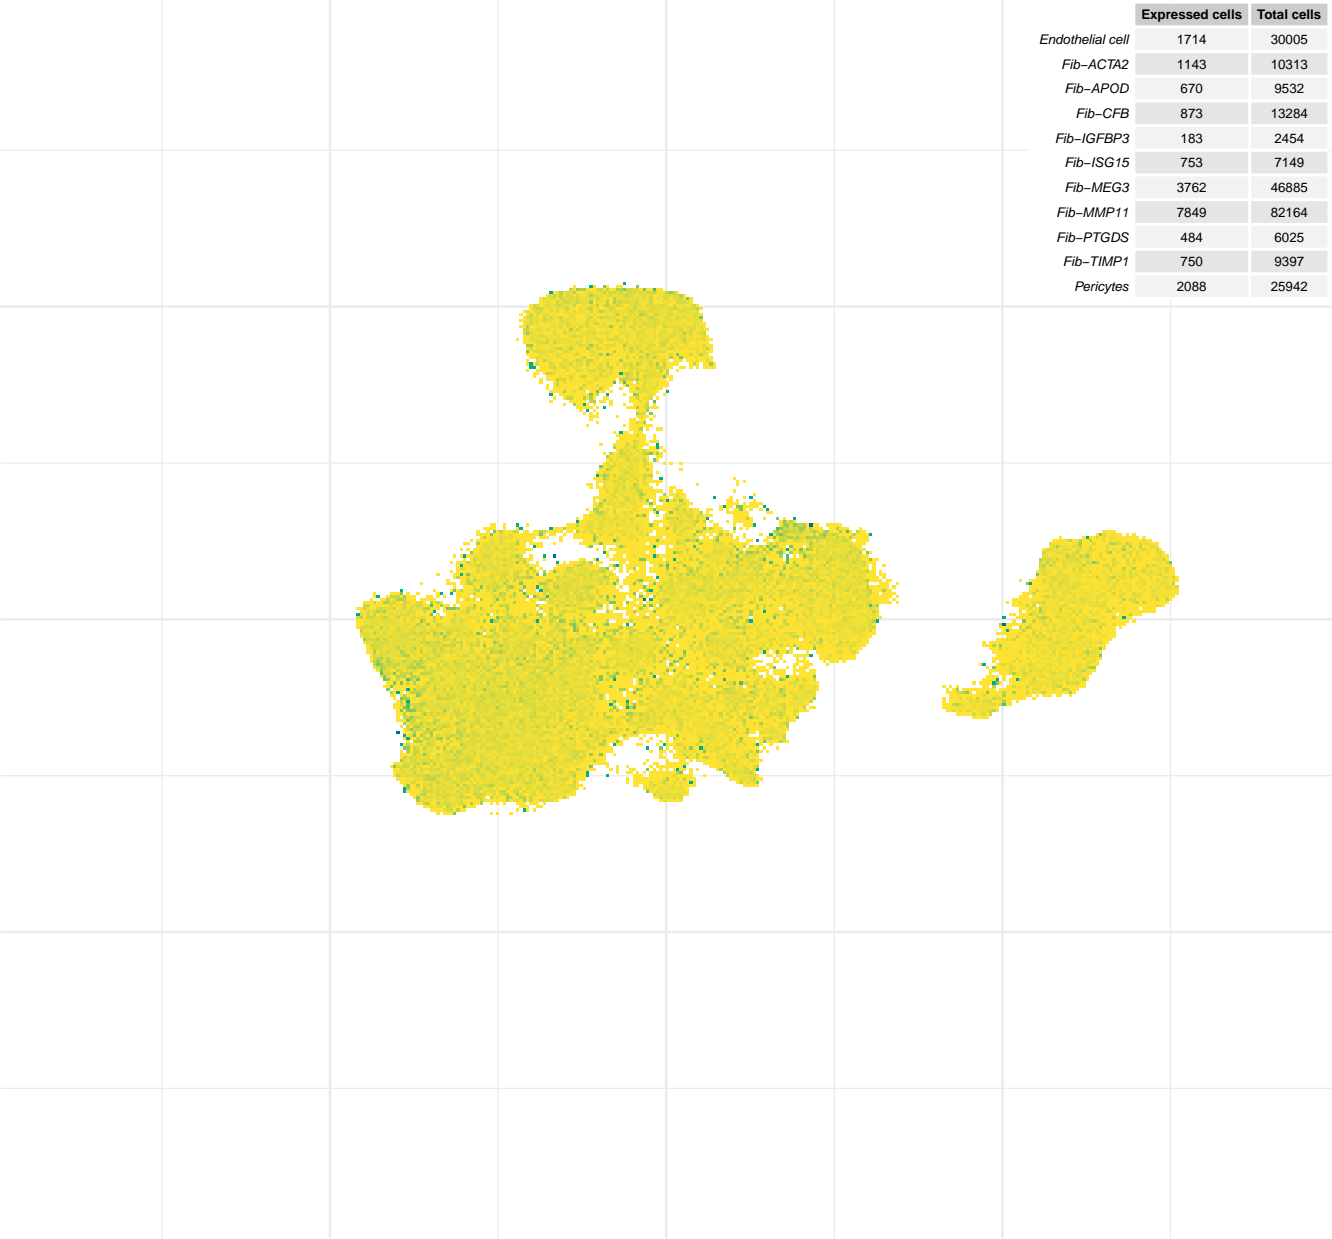 Expressed cells Total cells
Endothelial cell 1714 30005
Fib−ACTA2 1143 10313
Fib−APOD 670 9532
Fib−CFB 873 13284
Fib−IGFBP3 183 2454
Fib−ISG15 753 7149
Fib−MEG3 3762 46885
Fib−MMP11 7849 82164
Fib−PTGDS 484 6025
Fib−TIMP1 750 9397
Pericytes 2088 25942